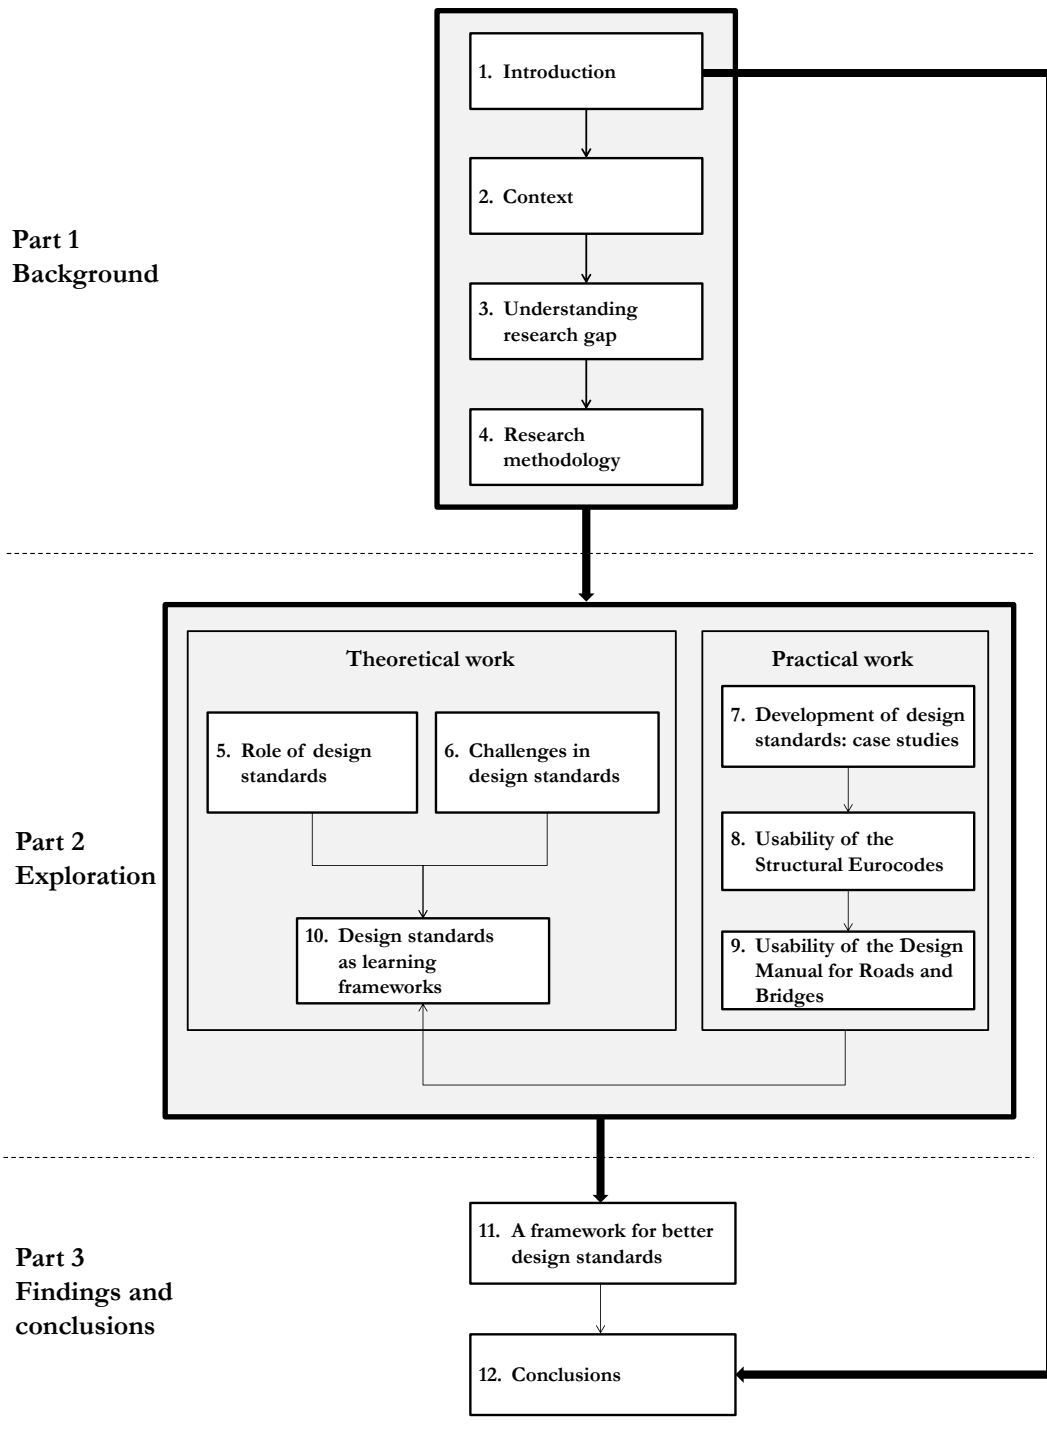 1. Introduction
2. Context
Part 1
Background
3. Understanding
research gap
4. Research
methodology
Theoretical work
Practical work
5. Role of design
standards
6. Challenges in
design standards
7. Development of design
standards: case studies
Part 2
Exploration
8. Usability of the
Structural Eurocodes
10. Design standards
as learning
frameworks
9. Usability of the Design
Manual for Roads and
Bridges
Part 3
Findings and
conclusions
11. A framework for better
design standards
12. Conclusions